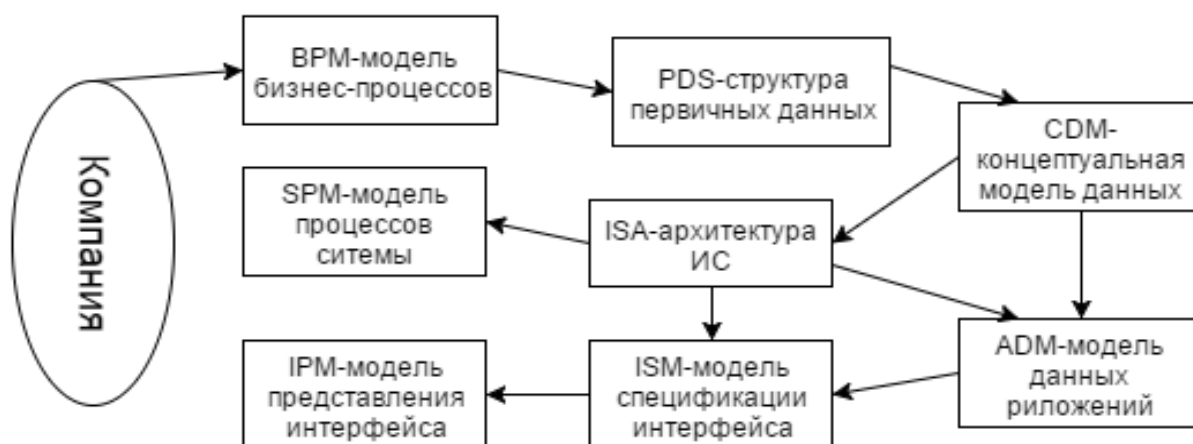 Компания
BPM-модель
бизнес-процессов
PDS-структура
первичных данных
CDM-
концептуальная
модель данных
SPM-модель
процессов
ситемы
ISA-архитектура
ИС
IPM-модель
представления
интерфейса
ISM-модель
спецификации
интерфейса
ADM-модель
данных
риложений